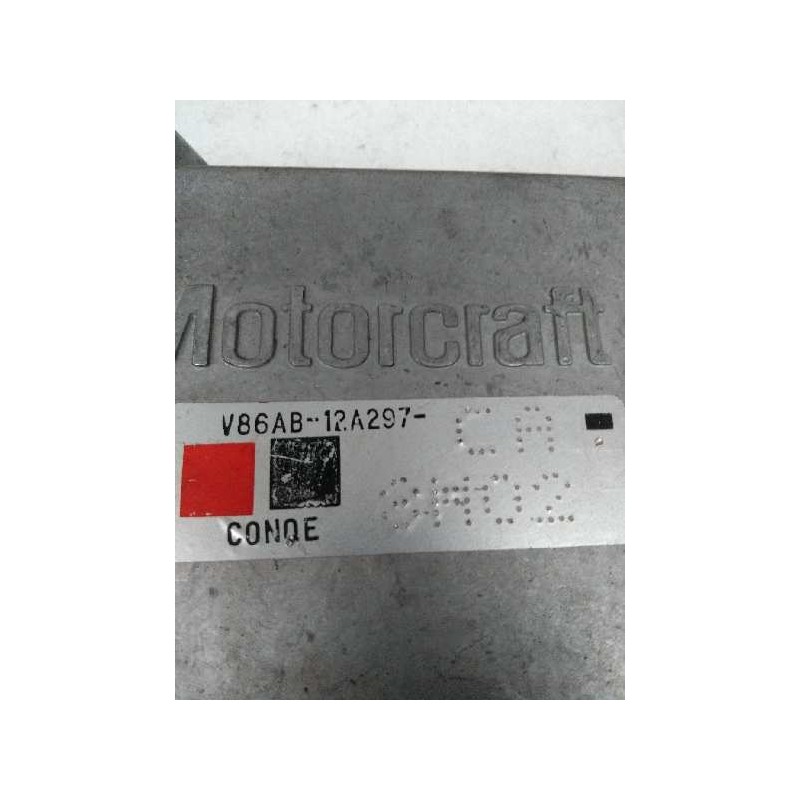 Motorcraft
V86AB-12A297- CA
CONQE